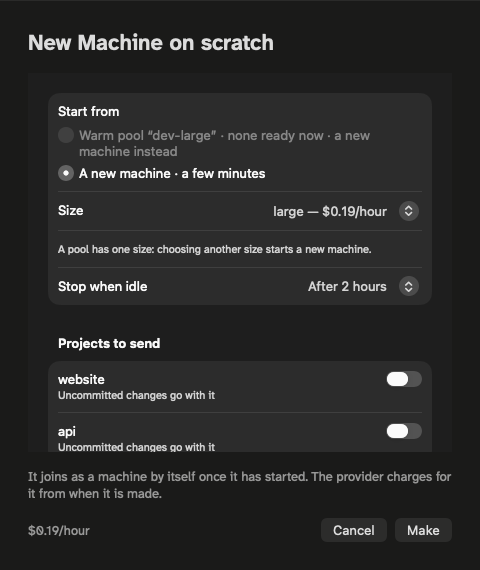 New Machine on scratch
Start from
Warm pool “dev-large” · none ready now · a new
machine instead
A new machine · a few minutes
Size
large — $0.19/hour
A pool has one size: choosing another size starts a new machine.
Stop when idle
After 2 hours
Projects to send
website
Uncommitted changes go with it
api
Uncommitted changes go with it
It joins as a machine by itself once it has started. The provider charges for
it from when it is made.
$0.19/hour
Cancel
Make